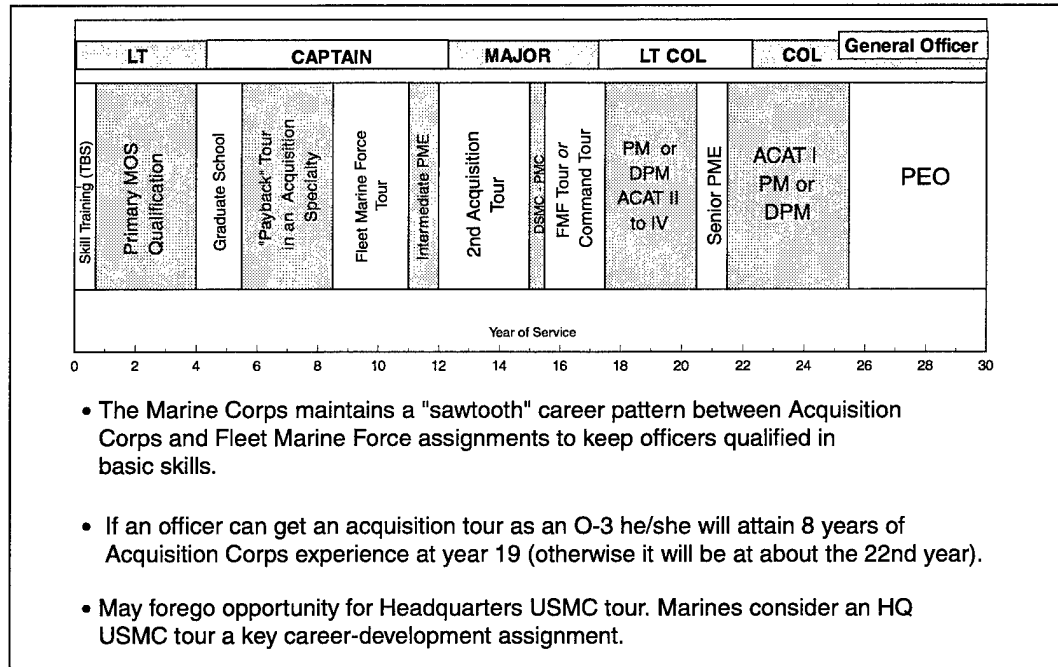 LT
CAPTAIN
MAJOR
LT COL
COL
General Officer
Skill Training (TBS)
Primary MOS
Qualification
Graduate School
"Payback" Tour
in an Acquisition
Specialty
Fleet Marine Force
Tour
Intermediate PME
2nd Acquisition
Tour
DSMC - PMC
FMF Tour or
Command Tour
PM or
DPM
ACAT II
to IV
Senior PME
ACAT I
PM or
DPM
PEO
Year of Service
0 2 4 6 8 10 12 14 16 18 20 22 24 26 28 30
• The Marine Corps maintains a "sawtooth" career pattern between Acquisition
Corps and Fleet Marine Force assignments to keep officers qualified in
basic skills.
• If an officer can get an acquisition tour as an O-3 he/she will attain 8 years of
Acquisition Corps experience at year 19 (otherwise it will be at about the 22nd year).
• May forego opportunity for Headquarters USMC tour. Marines consider an HQ
USMC tour a key career-development assignment.